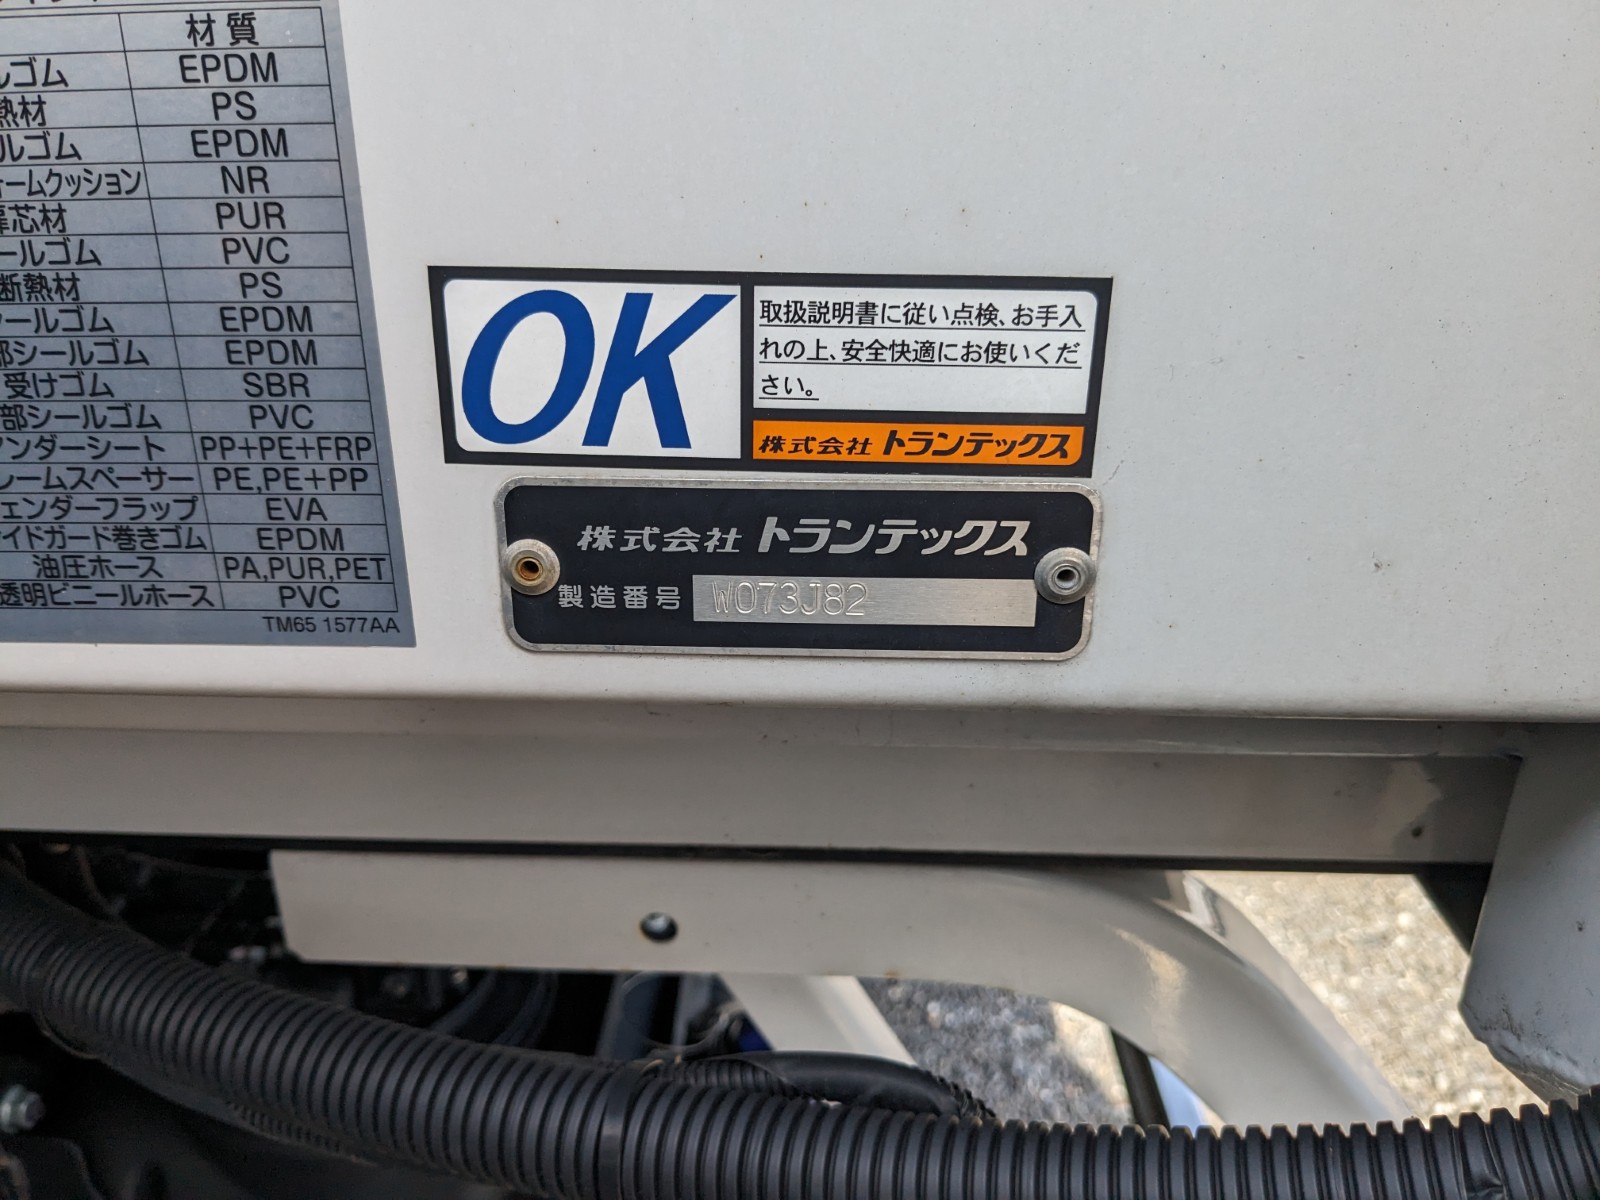 材質
ルゴム EPDM
熱材 PS
ルゴム EPDM
ォームクッション NR
芯材 PUR
ールゴム PVC
断熱材 PS
ールゴム EPDM
部シールゴム EPDM
受けゴム SBR
部シールゴム PVC
アンダーシート PP+PE+FRP
レームスペーサー PE,PE+PP
ェンダーフラップ EVA
イドガード巻きゴム EPDM
油圧ホース PA,PUR,PET
透明ビニールホース PVC
TM65 1577AA
OK
取扱説明書に従い点検、お手入
れの上、安全快適にお使いくだ
さい。
株式会社トランテックス
株式会社トランテックス
製造番号 W073J82